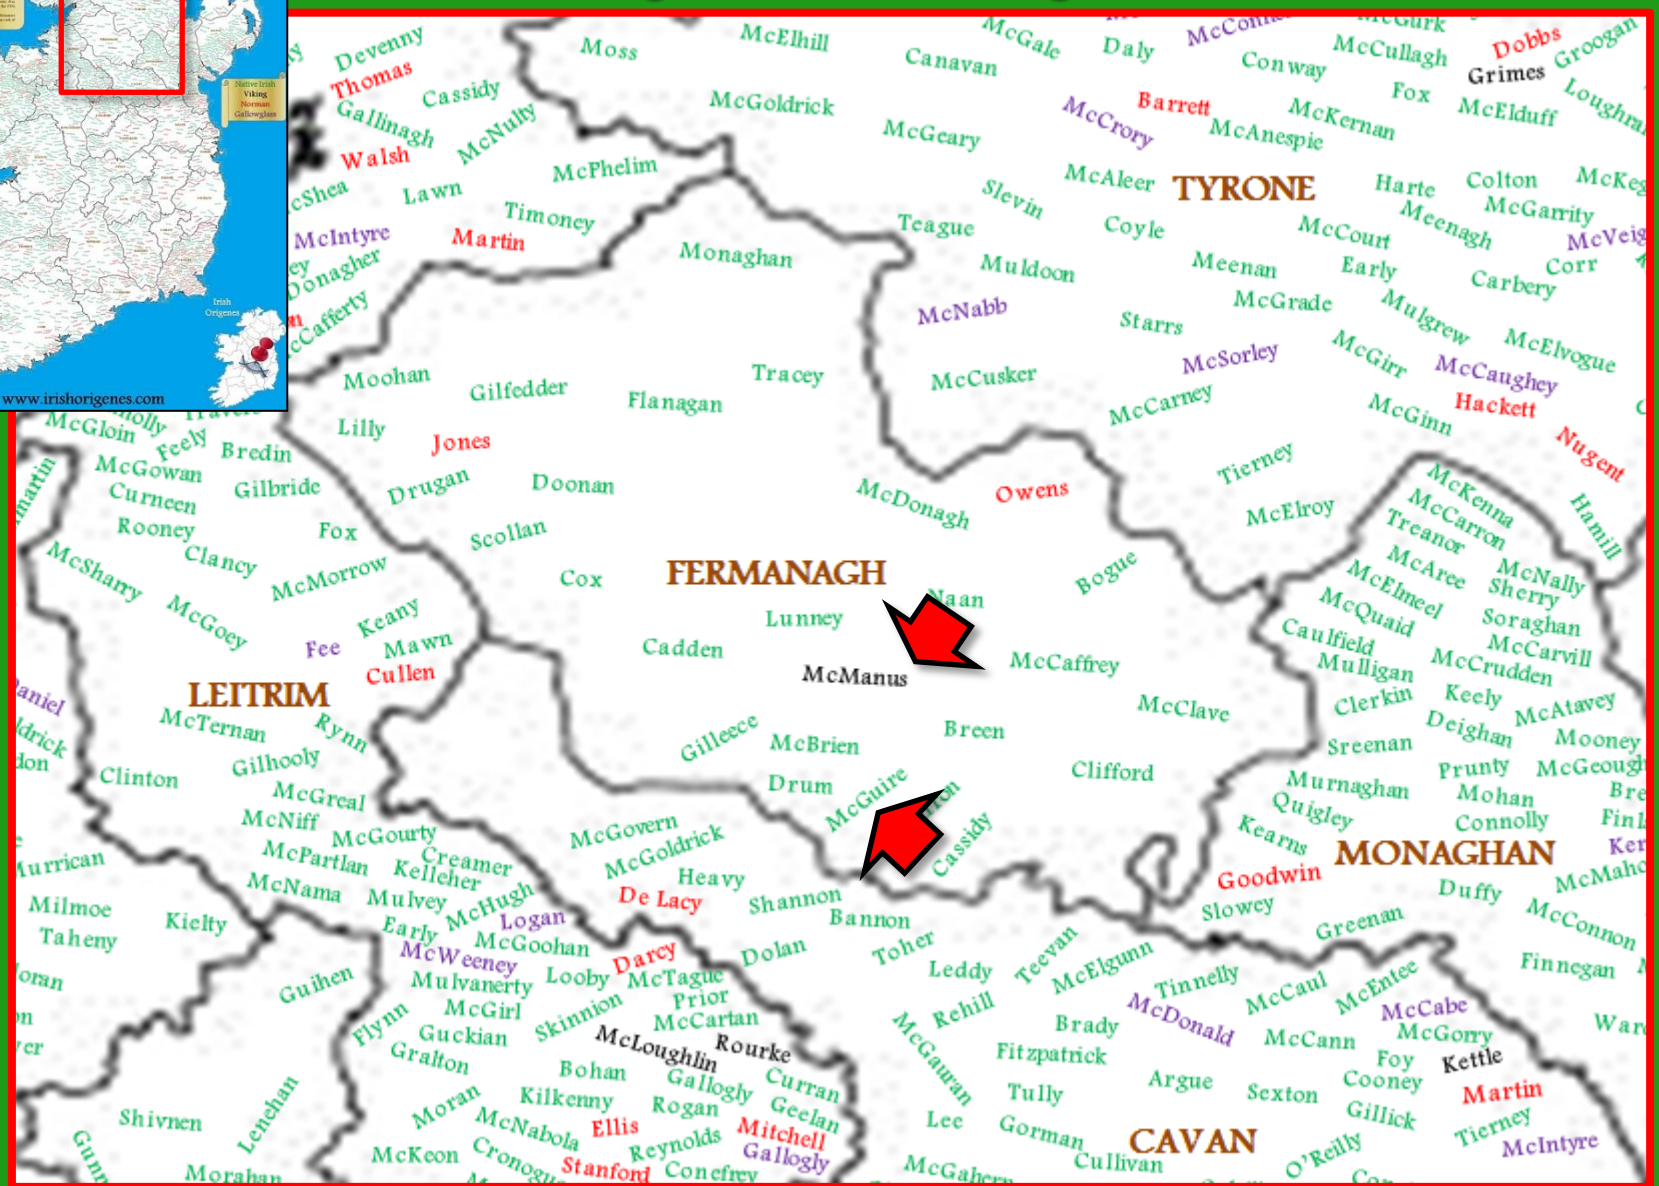 Native Irish
Viking
Norman
Gallowglass
Irish
Origenes
www.irishorigenes.com
Devenny
Thomas
Cassidy
Gallinagh
McNulty
Walsh
McPhelim
Lawn
Timoney
McIntyre
Martin
Donagher
McCafferty
Moss
McElhill
McGale
Daly
Canavan
McGoldrick
McGeary
McCullagh
Dobbs
Groogan
Conway
Grimes
Fox
McElduff
Barrett
McCrory
McKernan
McAnespie
McAleer
TYRONE
Harte
Colton
McGarrity
Slevin
Teague
Coyle
McCourt
Meenagh
Muldoon
Meenan
Early
Corr
Carbery
McNabb
McGrade
Mulgrew
Starrs
McElvogue
McSorley
McGirr
McCaughey
McCusker
Hackett
McCarney
McGinn
Nugent
Tierney
McElroy
Hamill
Monaghan
Moohan
Gilfedder
Tracey
Flanagan
Lilly
Jones
Drugan
Doonan
McDonagh
Owens
Scollan
Cox
FERMANAGH
Bogue
Naan
Lunney
Cadden
McManus
McCaffrey
McClave
Gilleece
McBrien
Breen
Drum
McGuire
Clifford
Cassidy
McGloin
Feely
Bredin
McGowan
Gilbride
Curneen
Rooney
Fox
Clancy
McSharry
McMorrow
McGoey
Keany
Fee
Mawn
Cullen
LEITRIM
McTernan
Rynn
Gilhooly
Clinton
McGreal
McNiff
McGourty
McPartlan
Creamer
Kelleher
McNama
Mulvey
McHugh
Early
Logan
McGoohan
McWeeney
Mulvanerty
Looby
McGirl
Flynn
Guckian
Skinnion
Gralton
McLoughlin
Rourke
Bohan
Gallogly
Curran
Kilkenny
Rogan
Geelan
Moran
McNabola
Ellis
Mitchell
Reynolds
Gallogly
McKeon
Stanford
Conefrey
Milmoe
Kielty
Taheny
Guihen
Shivnen
Lenehan
Morahan
McGovern
McGoldrick
Heavy
De Lacy
Shannon
Bannon
Darcy
McTague
Dolan
Toher
Prior
McCartan
Leddy
Teevan
McElgunn
Rehill
Tinnelly
McCaul
McEntee
McGauran
Brady
McDonald
McCabe
McCann
McGorry
Fitzpatrick
Foy
Kettle
Argue
Cooney
Tully
Sexton
Martin
Gillick
Lee
Gorman
Tierney
CAVAN
McIntyre
Cullivan
O'Reilly
McKenna
McCarron
Treanor
McAree
McNally
McElmeel
Sherry
McQuaid
Soraghan
Caulfield
McCarvill
Mulligan
McCrudden
Clerkin
Keely
McAtavey
Deighan
Sreenan
Mooney
Prunty
Murnaghan
Mohan
Quigley
Connolly
Kearns
MONAGHAN
Goodwin
Duffy
Slowey
Greenan
Finnegan